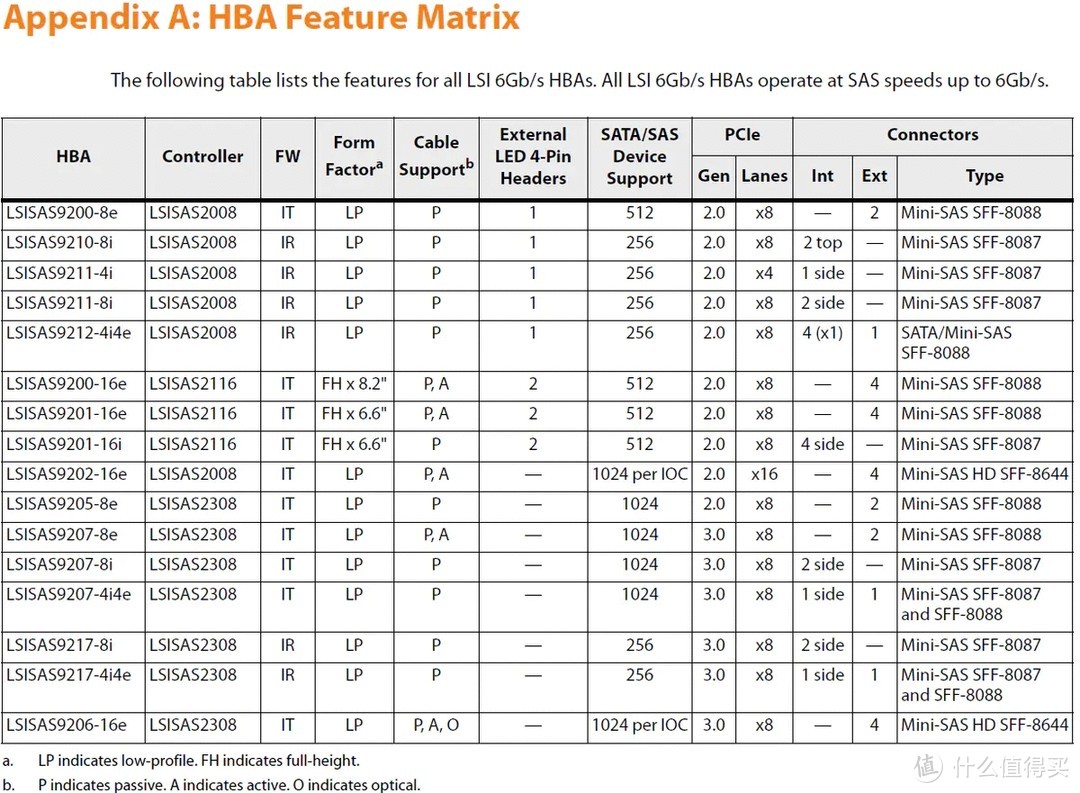 Appendix A: HBA Feature Matrix
The following table lists the features for all LSI 6Gb/s HBAs. All LSI 6Gb/s HBAs operate at SAS speeds up to 6Gb/s.
HBA Controller FW Form Factorᵃ Cable Supportᵇ External LED 4-Pin Headers SATA/SAS Device Support PCIe Connectors
Gen Lanes Int Ext Type
LSISAS9200-8e LSISAS2008 IT LP P 1 512 2.0 x8 — 2 Mini-SAS SFF-8088
LSISAS9210-8i LSISAS2008 IR LP P 1 256 2.0 x8 2 top — Mini-SAS SFF-8087
LSISAS9211-4i LSISAS2008 IR LP P 1 256 2.0 x4 1 side — Mini-SAS SFF-8087
LSISAS9211-8i LSISAS2008 IR LP P 1 256 2.0 x8 2 side — Mini-SAS SFF-8087
LSISAS9212-4i4e LSISAS2008 IR LP P 1 256 2.0 x8 4 (x1) 1 SATA/Mini-SAS
SFF-8088
LSISAS9200-16e LSISAS2116 IT FH x 8.2" P, A 2 512 2.0 x8 — 4 Mini-SAS SFF-8088
LSISAS9201-16e LSISAS2116 IT FH x 6.6" P, A 2 512 2.0 x8 — 4 Mini-SAS SFF-8088
LSISAS9201-16i LSISAS2116 IT FH x 6.6" P 2 512 2.0 x8 4 side — Mini-SAS SFF-8087
LSISAS9202-16e LSISAS2008 IT LP P, A — 1024 per IOC 2.0 x16 — 4 Mini-SAS HD SFF-8644
LSISAS9205-8e LSISAS2308 IT LP P — 1024 2.0 x8 — 2 Mini-SAS SFF-8088
LSISAS9207-8e LSISAS2308 IT LP P, A — 1024 3.0 x8 — 2 Mini-SAS SFF-8088
LSISAS9207-8i LSISAS2308 IT LP P — 1024 3.0 x8 2 side — Mini-SAS SFF-8087
LSISAS9207-4i4e LSISAS2308 IT LP P — 1024 3.0 x8 1 side 1 Mini-SAS SFF-8087
and SFF-8088
LSISAS9217-8i LSISAS2308 IR LP P — 256 3.0 x8 2 side — Mini-SAS SFF-8087
LSISAS9217-4i4e LSISAS2308 IR LP P — 256 3.0 x8 1 side 1 Mini-SAS SFF-8087
and SFF-8088
LSISAS9206-16e LSISAS2308 IT LP P, A, O — 1024 per IOC 3.0 x8 — 4 Mini-SAS HD SFF-8644
a. LP indicates low-profile. FH indicates full-height.
b. P indicates passive. A indicates active. O indicates optical.
值 什么值得买